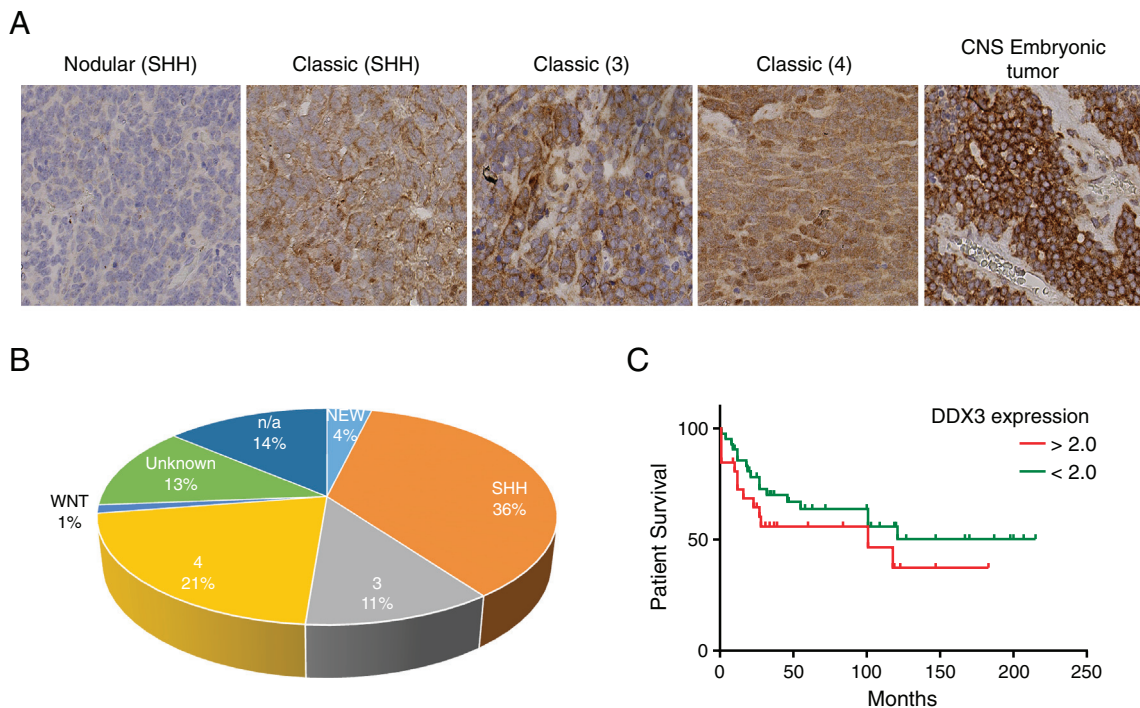 A
Nodular (SHH)
Classic (SHH)
Classic (3)
Classic (4)
CNS Embryonic
tumor
B
n/a
14%
NEW
4%
Unknown
13%
SHH
36%
WNT
1%
4
21%
3
11%
C
DDX3 expression
> 2.0
< 2.0
100
50
0
Patient Survival
0 50 100 150 200 250
Months